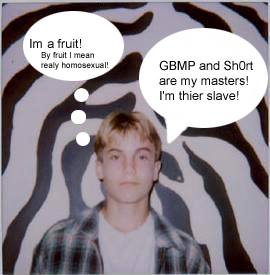 Im a fruit!
By fruit I mean
realy homosexual!
GBMP and Sh0rt
are my masters!
I'm thier slave!